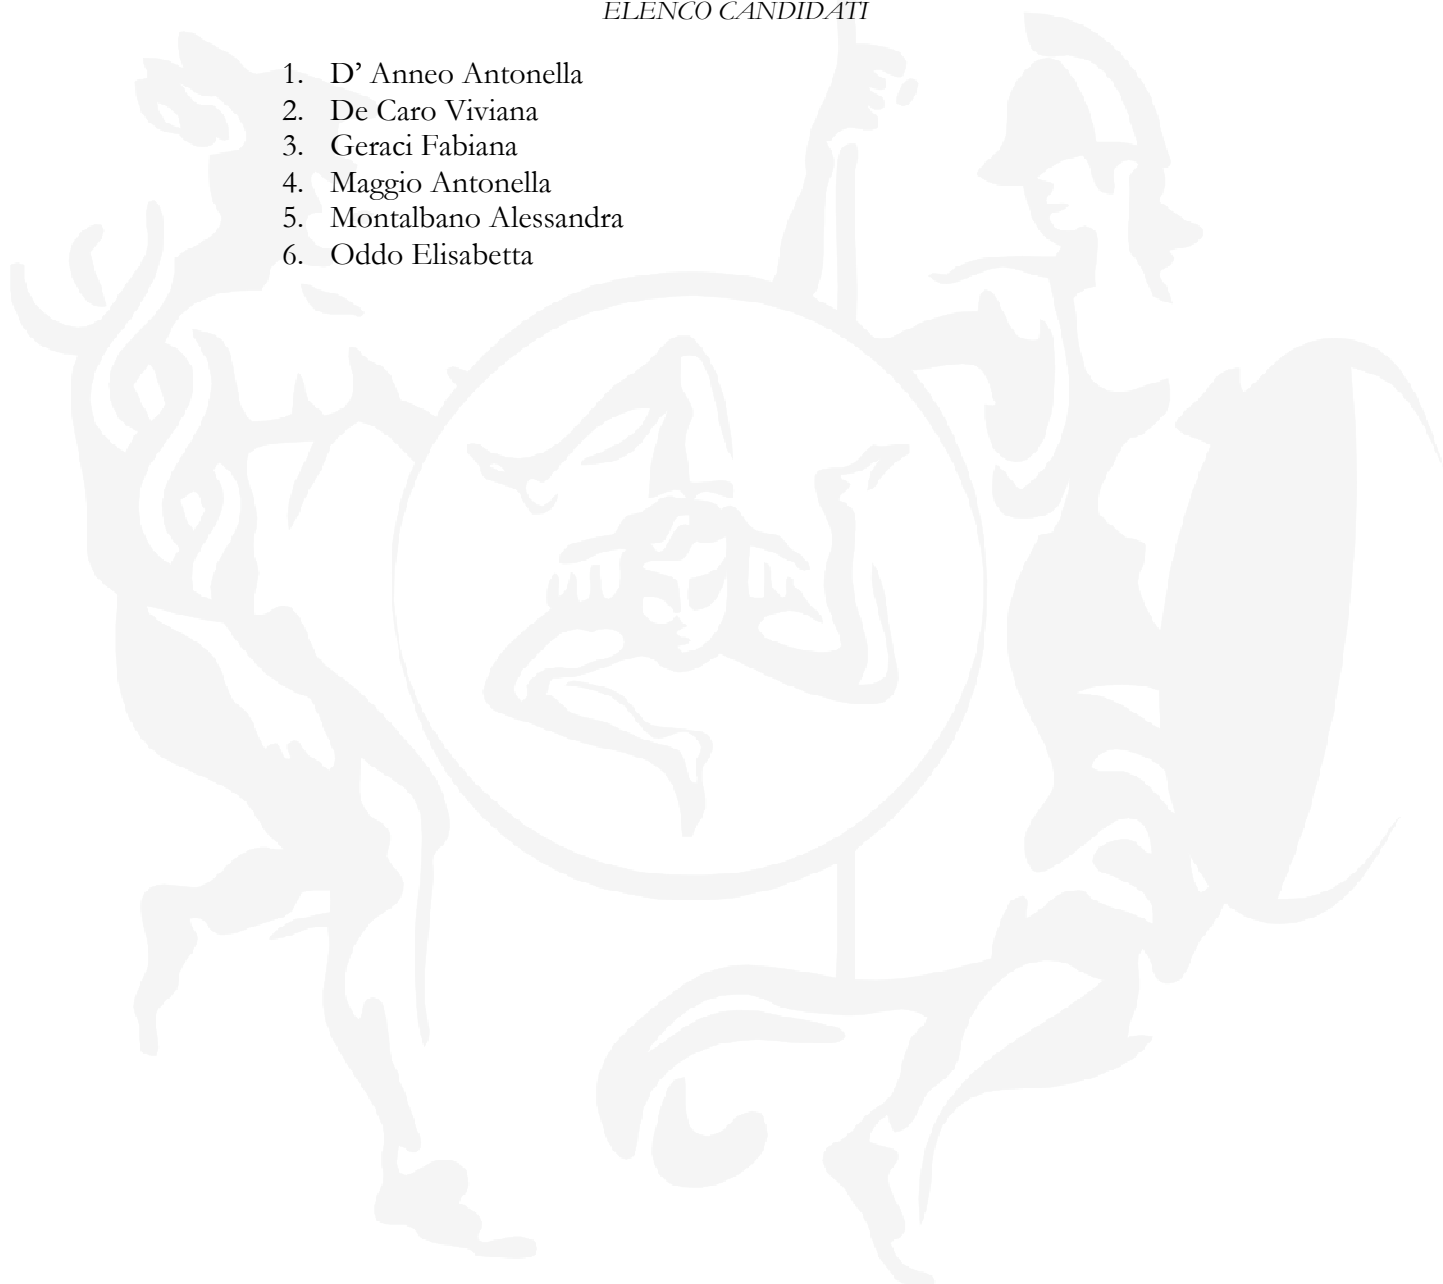 ELENCO CANDIDATI
1. D’ Anneo Antonella
2. De Caro Viviana
3. Geraci Fabiana
4. Maggio Antonella
5. Montalbano Alessandra
6. Oddo Elisabetta